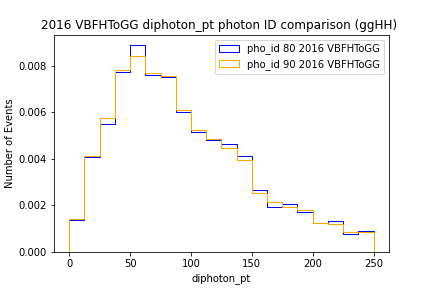 2016 VBFHToGG diphoton_pt photon ID comparison (ggHH)
pho_id 80 2016 VBFHToGG
pho_id 90 2016 VBFHToGG
Number of Events
0.008
0.006
0.004
0.002
0.000
0 50 100 150 200 250
diphoton_pt